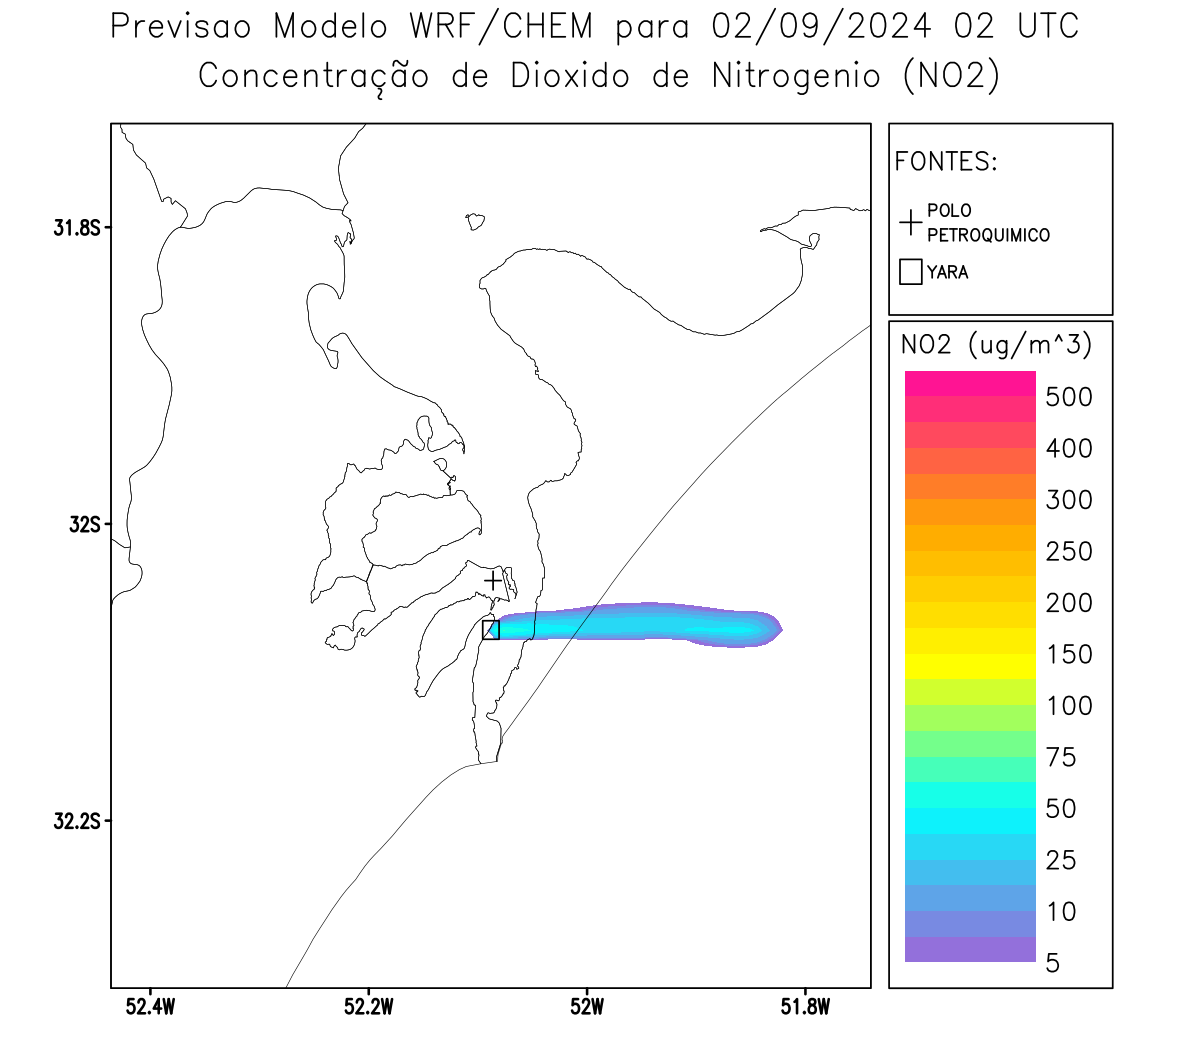 Previsao Modelo WRF/CHEM para 02/09/2024 02 UTC
Concentração de Dioxido de Nitrogenio (NO2)
FONTES:
POLO
PETROQUIMICO
YARA
NO2 (ug/m^3)
500
400
300
250
200
150
100
75
50
25
10
5
31.8S
32S
32.2S
52.4W
52.2W
52W
51.8W